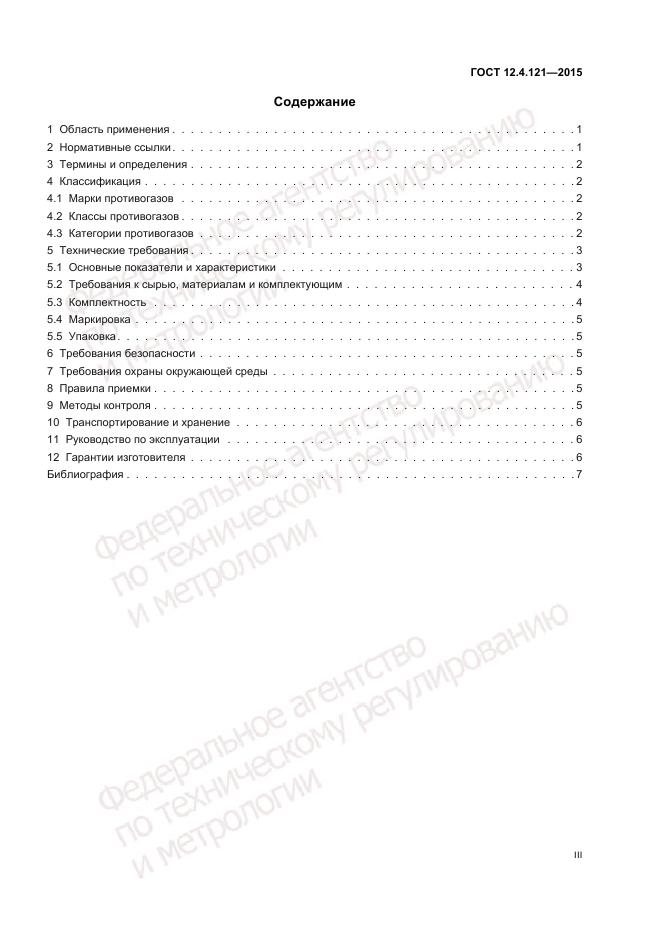 ГОСТ 12.4.121—2015
Содержание
1 Область применения . . . . . . . . . . . . . . . . . . . . . . . . . . . . . . . . . . . . . . . . . . . 1
2 Нормативные ссылки . . . . . . . . . . . . . . . . . . . . . . . . . . . . . . . . . . . . . . . . . . . 1
3 Термины и определения . . . . . . . . . . . . . . . . . . . . . . . . . . . . . . . . . . . . . . . . . 2
4 Классификация . . . . . . . . . . . . . . . . . . . . . . . . . . . . . . . . . . . . . . . . . . . . . . 2
4.1 Марки противогазов . . . . . . . . . . . . . . . . . . . . . . . . . . . . . . . . . . . . . . . . . . 2
4.2 Классы противогазов . . . . . . . . . . . . . . . . . . . . . . . . . . . . . . . . . . . . . . . . . . 2
4.3 Категории противогазов . . . . . . . . . . . . . . . . . . . . . . . . . . . . . . . . . . . . . . . . 2
5 Технические требования . . . . . . . . . . . . . . . . . . . . . . . . . . . . . . . . . . . . . . . . . 3
5.1 Основные показатели и характеристики . . . . . . . . . . . . . . . . . . . . . . . . . . . . . . . . 3
5.2 Требования к сырью, материалам и комплектующим . . . . . . . . . . . . . . . . . . . . . . . . . 4
5.3 Комплектность . . . . . . . . . . . . . . . . . . . . . . . . . . . . . . . . . . . . . . . . . . . . . 4
5.4 Маркировка . . . . . . . . . . . . . . . . . . . . . . . . . . . . . . . . . . . . . . . . . . . . . . . 5
5.5 Упаковка . . . . . . . . . . . . . . . . . . . . . . . . . . . . . . . . . . . . . . . . . . . . . . . . . 5
6 Требования безопасности . . . . . . . . . . . . . . . . . . . . . . . . . . . . . . . . . . . . . . . . 5
7 Требования охраны окружающей среды . . . . . . . . . . . . . . . . . . . . . . . . . . . . . . . . 5
8 Правила приемки . . . . . . . . . . . . . . . . . . . . . . . . . . . . . . . . . . . . . . . . . . . . . 5
9 Методы контроля . . . . . . . . . . . . . . . . . . . . . . . . . . . . . . . . . . . . . . . . . . . . . 5
10 Транспортирование и хранение . . . . . . . . . . . . . . . . . . . . . . . . . . . . . . . . . . . . 6
11 Руководство по эксплуатации . . . . . . . . . . . . . . . . . . . . . . . . . . . . . . . . . . . . . 6
12 Гарантии изготовителя . . . . . . . . . . . . . . . . . . . . . . . . . . . . . . . . . . . . . . . . . 6
Библиография . . . . . . . . . . . . . . . . . . . . . . . . . . . . . . . . . . . . . . . . . . . . . . . . 7
Федеральное агентство
по техническому регулированию
и метрологии
Федеральное агентство
по техническому регулированию
и метрологии
Федеральное агентство
по техническому регулированию
и метрологии
III